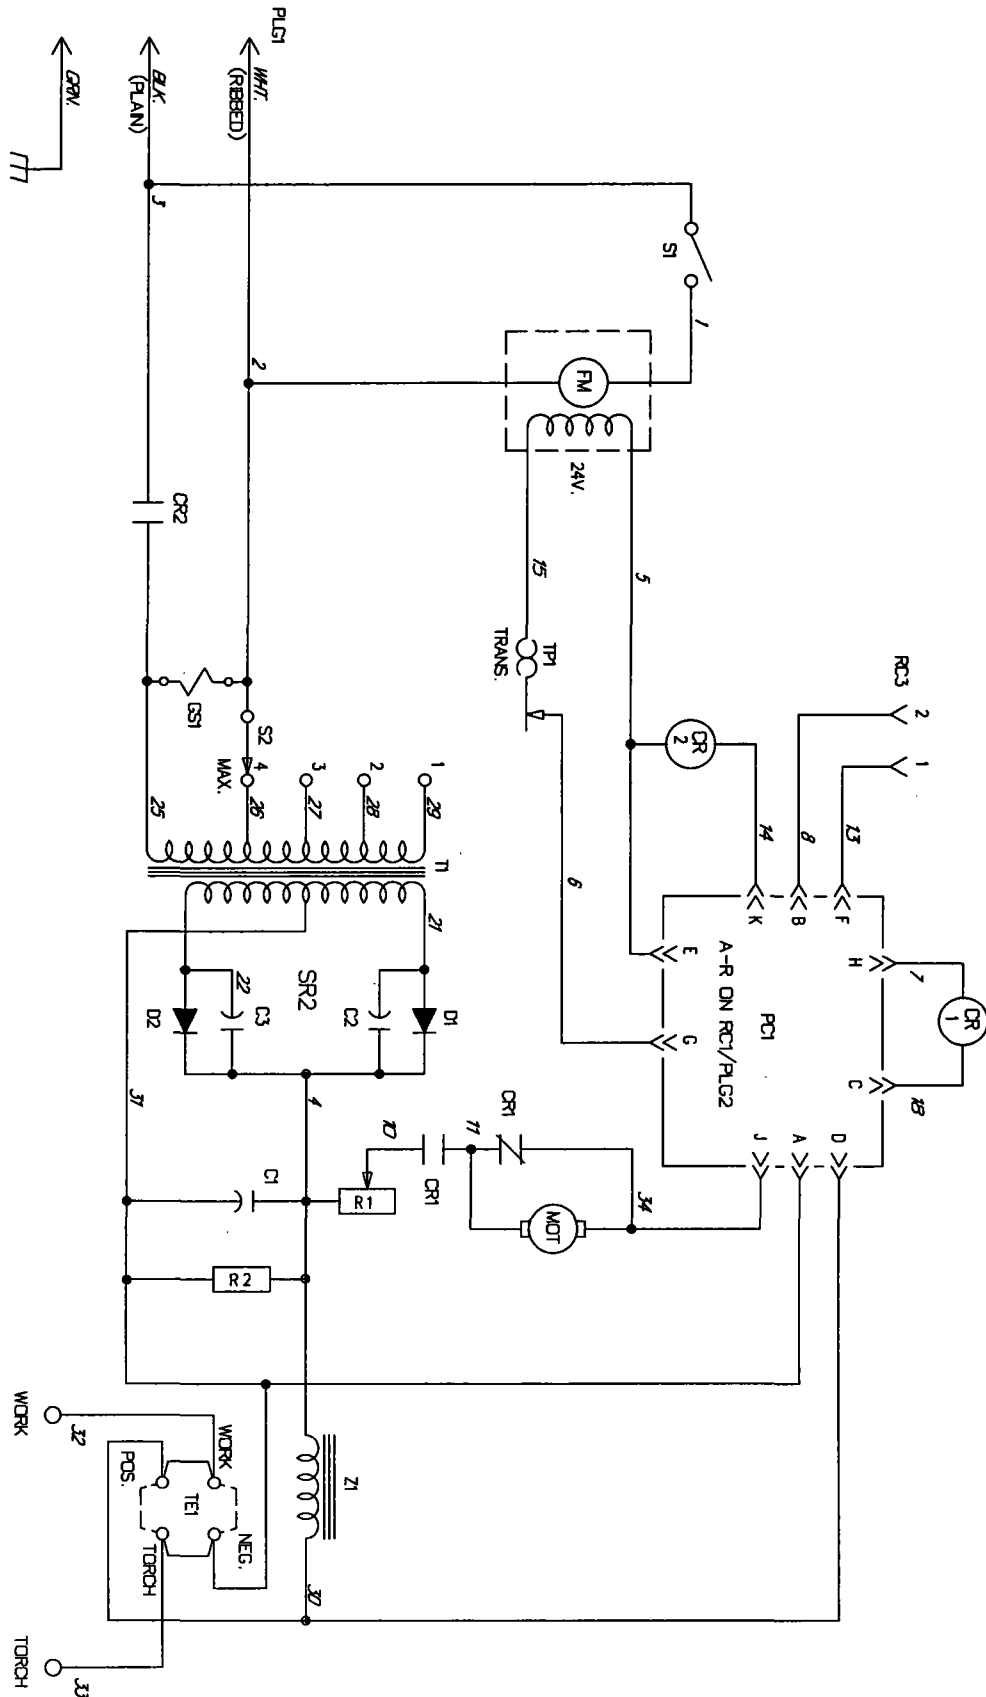 PLG1
WHT.
(RIBBED)
BLK.
(PLAIN)
GRN.
3
S1
1
2
FM
24V.
CR2
GS1
S2
4
MAX.
3
2
1
25
26
27
28
29
T1
15
5
TP1
TRANS.
6
CR
2
14
RC3
2
1
8
13
K
B
F
E
G
H
C
J
A
D
A-R ON RC1/PLG2
PC1
7
CR
1
18
21
22
SR2
C3
C2
D1
D2
31
4
C1
R1
10
CR1
11
CR1
34
MOT
R2
Z1
30
WORK
32
WORK
POS.
TE1
NEG.
TORCH
TORCH
33